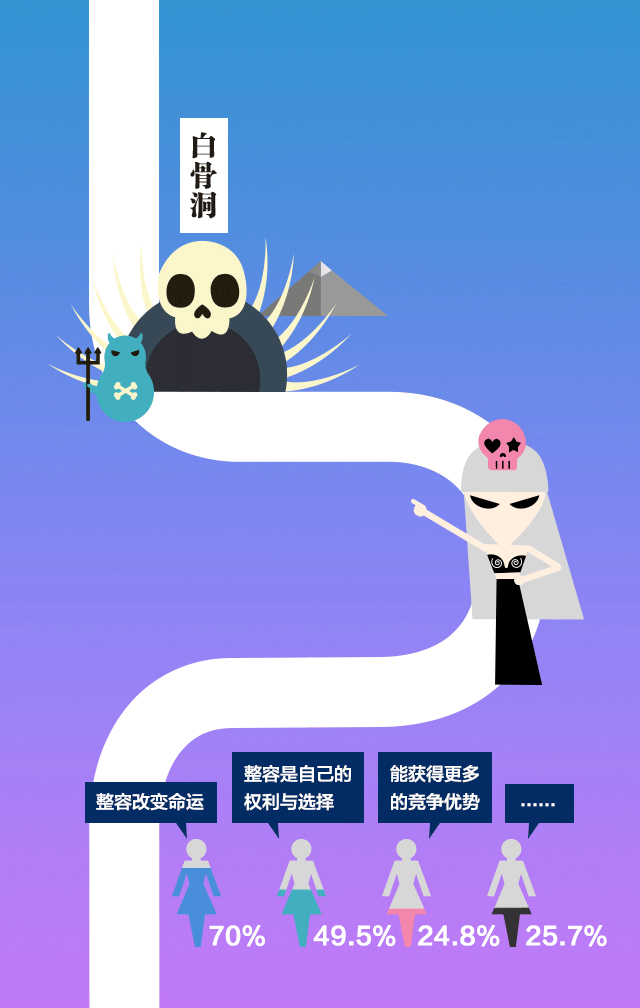 白骨洞
整容改变命运
整容是自己的
权利与选择
能获得更多
的竞争优势
......
70%
49.5%
24.8%
25.7%